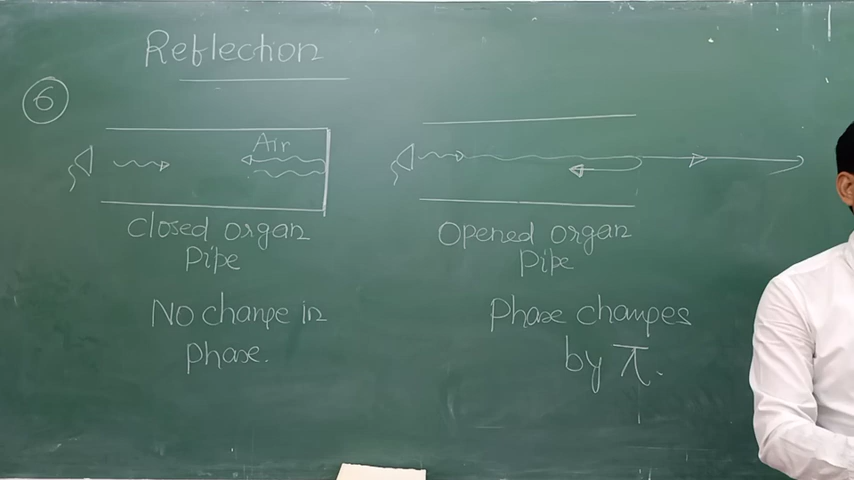 Reflection
6
Air
Closed organ
Pipe
Opened organ
Pipe
No change in
Phase.
Phase changes
by π.